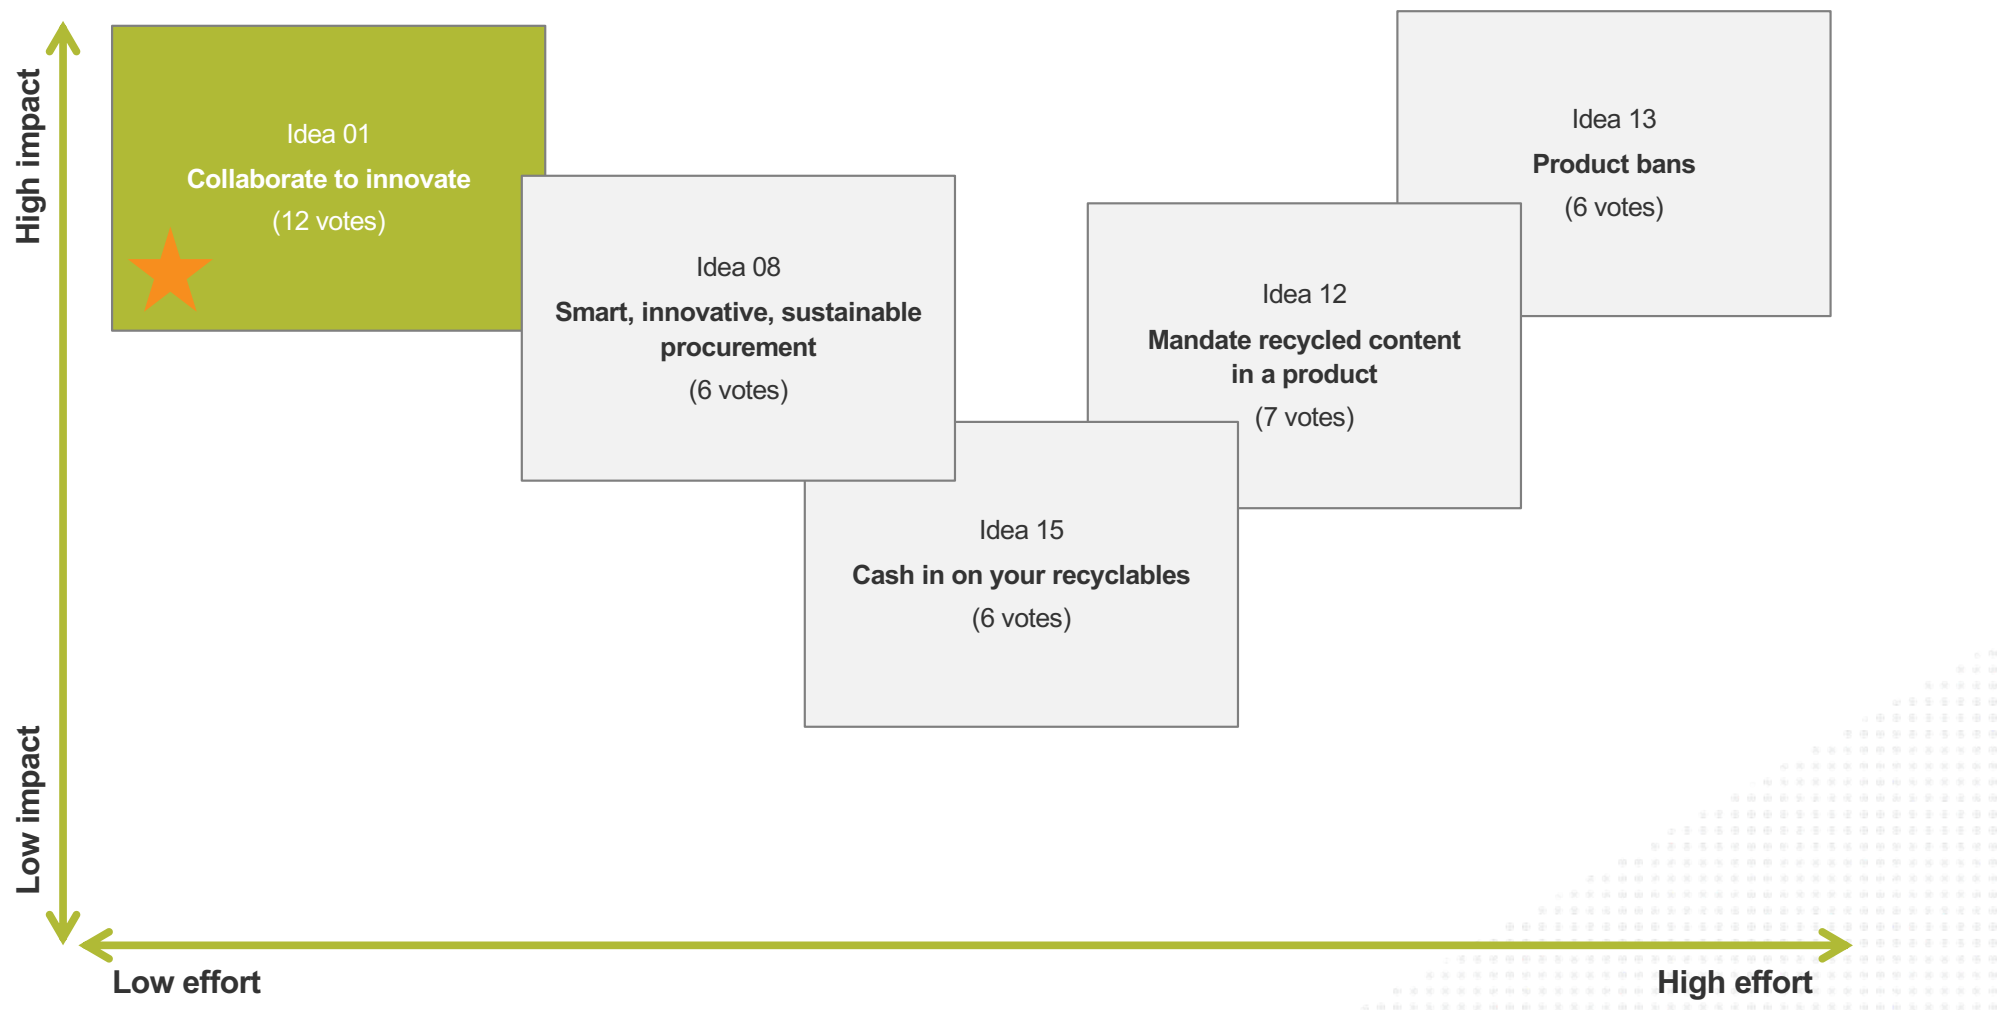 High impact
Low impact
Idea 01
Collaborate to innovate
(12 votes)
Idea 08
Smart, innovative, sustainable
procurement
(6 votes)
Idea 15
Cash in on your recyclables
(6 votes)
Idea 12
Mandate recycled content
in a product
(7 votes)
Idea 13
Product bans
(6 votes)
Low effort
High effort